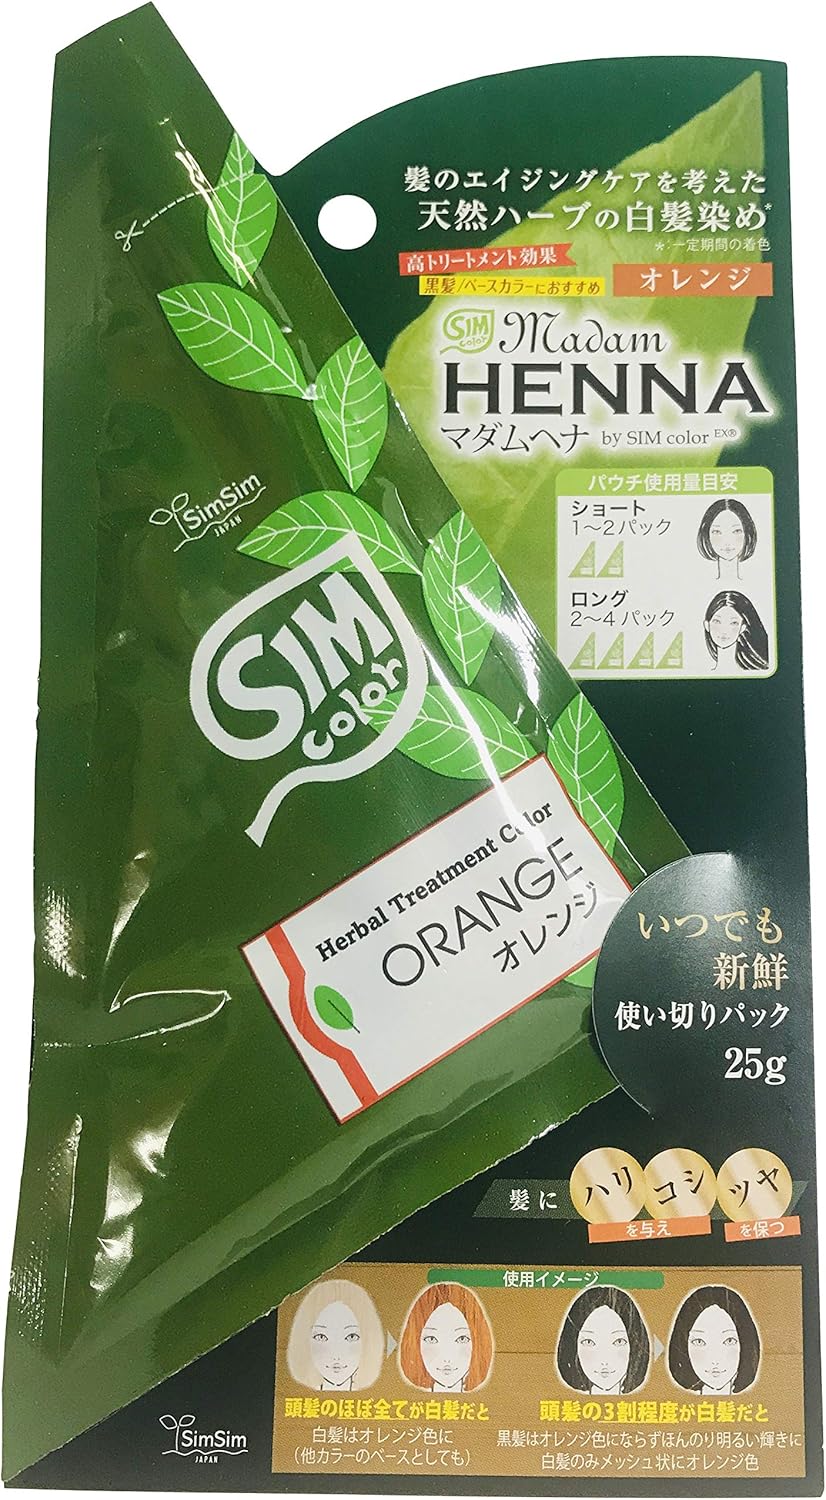 髪のエイジングケアを考えた
天然ハーブの白髪染め*
*:一定期間の着色
高トリートメント効果
黒髪/ベースカラーにおすすめ
オレンジ
SIM
color
Madam
HENNA
マダムヘナ by SIM color EX®
パウチ使用量目安
ショート
1〜2パック
ロング
2〜4パック
SimSim
JAPAN
SIM
color
Herbal Treatment Color
ORANGE
オレンジ
いつでも
新鮮
使い切りパック
25g
髪に ハリ コシ ツヤ
を与え を保つ
使用イメージ
頭髪のほぼ全てが白髪だと
白髪はオレンジ色に
(他カラーのベースとしても)
頭髪の3割程度が白髪だと
黒髪はオレンジ色にならずほんのり明るい輝きに
白髪のみメッシュ状にオレンジ色
SimSim
JAPAN